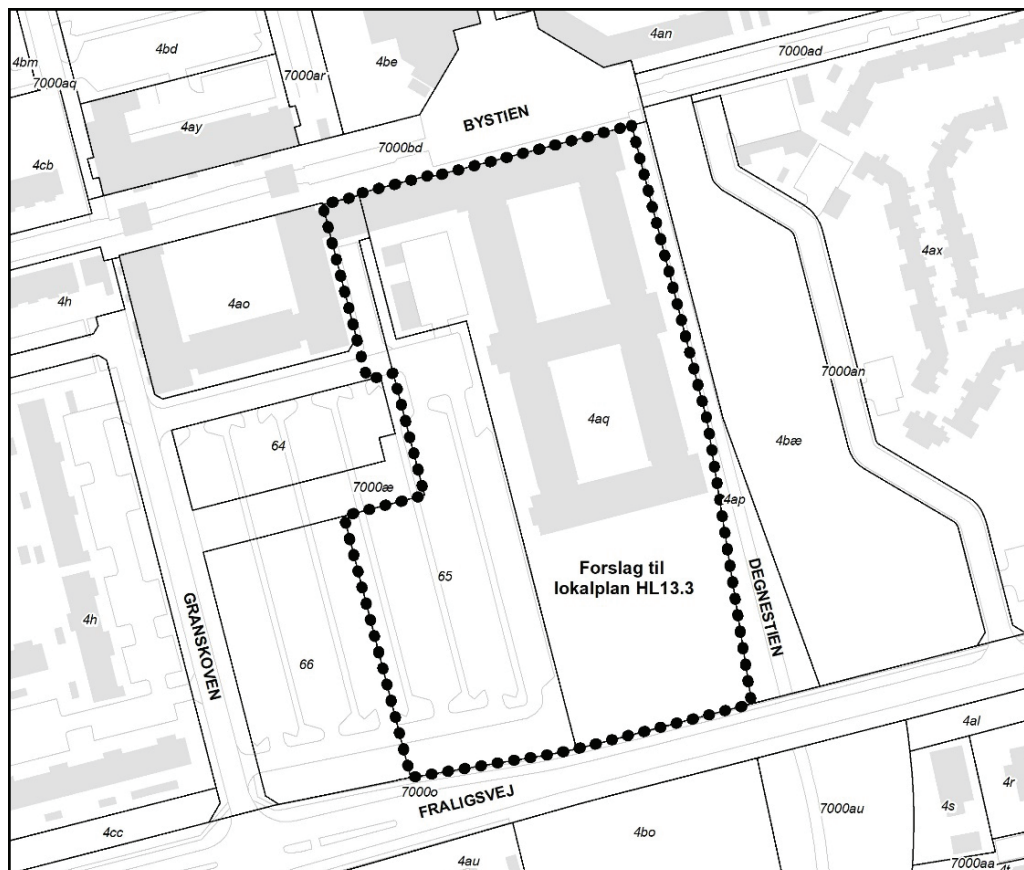 4bd
4bm
7000aq
7000ar
4be
4an
7000ad
4ay
BYSTIEN
7000bd
4cb
4ax
4h
4ao
7000an
4aq
64
4bæ
7000æ
4ap
Forslag til
lokalplan HL13.3
65
DEGNESTIEN
GRANSKOVEN
4h
66
4al
7000o
FRALIGSVEJ
4r
7000au
4s
4cc
4bo
4au
7000aa